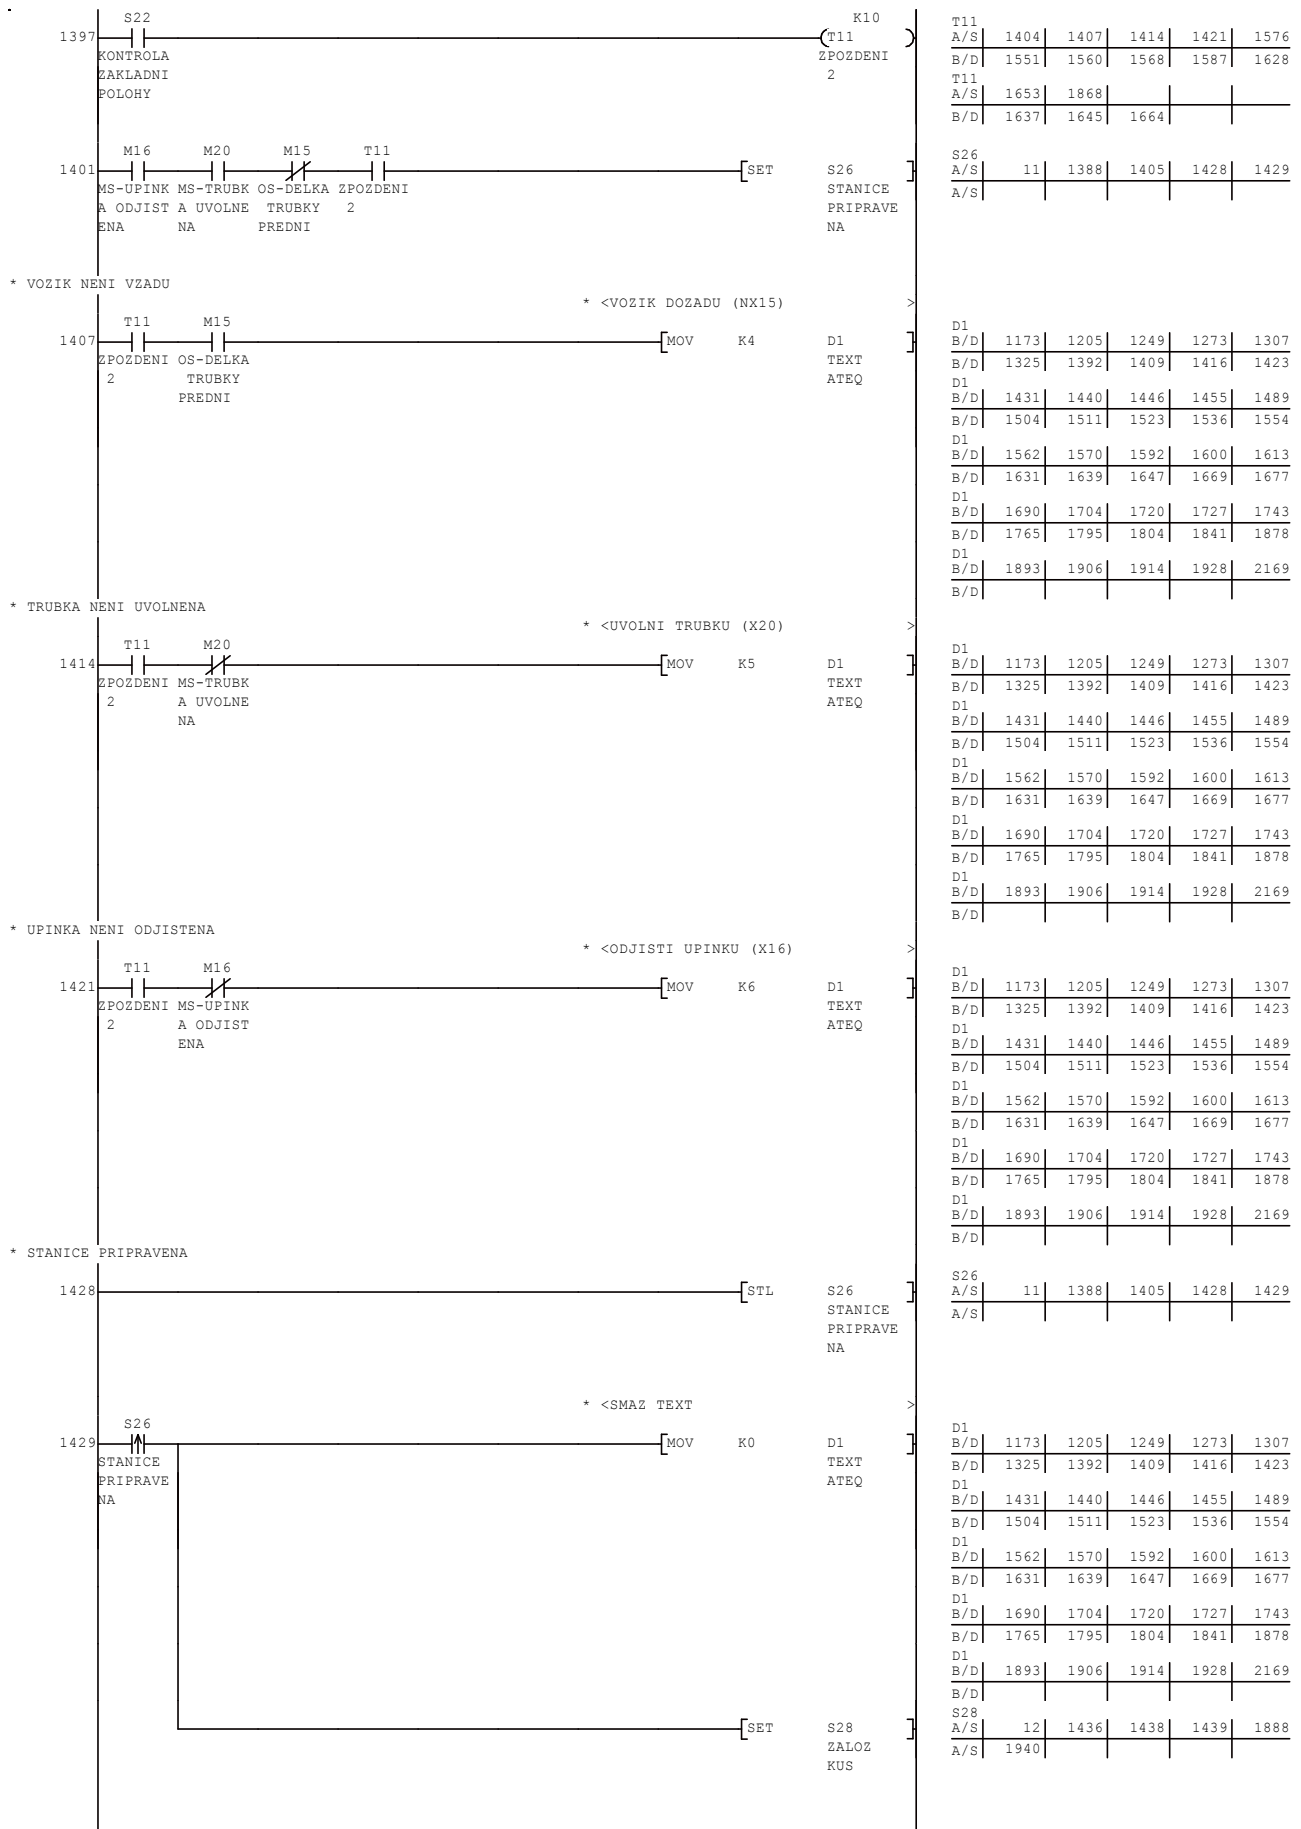 S22 K10
1397 T11
KONTROLA ZPOZDENI
ZAKLADNI 2
POLOHY
T11
A/S 1404 1407 1414 1421 1576
B/D 1551 1560 1568 1587 1628
T11
A/S 1653 1868
B/D 1637 1645 1664
M16 M20 M15 T11
1401 SET S26
MS-UPINK MS-TRUBK OS-DELKA ZPOZDENI STANICE
A ODJIST A UVOLNE TRUBKY 2 PRIPRAVE
ENA NA PREDNI NA
S26
A/S 11 1388 1405 1428 1429
A/S
* VOZIK NENI VZADU
* <VOZIK DOZADU (NX15) >
T11 M15
1407 MOV K4 D1
ZPOZDENI OS-DELKA TEXT
2 TRUBKY ATEQ
PREDNI
D1
B/D 1173 1205 1249 1273 1307
B/D 1325 1392 1409 1416 1423
D1
B/D 1431 1440 1446 1455 1489
B/D 1504 1511 1523 1536 1554
D1
B/D 1562 1570 1592 1600 1613
B/D 1631 1639 1647 1669 1677
D1
B/D 1690 1704 1720 1727 1743
B/D 1765 1795 1804 1841 1878
D1
B/D 1893 1906 1914 1928 2169
B/D
* TRUBKA NENI UVOLNENA
* <UVOLNI TRUBKU (X20) >
T11 M20
1414 MOV K5 D1
ZPOZDENI MS-TRUBK TEXT
2 A UVOLNE ATEQ
NA
D1
B/D 1173 1205 1249 1273 1307
B/D 1325 1392 1409 1416 1423
D1
B/D 1431 1440 1446 1455 1489
B/D 1504 1511 1523 1536 1554
D1
B/D 1562 1570 1592 1600 1613
B/D 1631 1639 1647 1669 1677
D1
B/D 1690 1704 1720 1727 1743
B/D 1765 1795 1804 1841 1878
D1
B/D 1893 1906 1914 1928 2169
B/D
* UPINKA NENI ODJISTENA
* <ODJISTI UPINKU (X16) >
T11 M16
1421 MOV K6 D1
ZPOZDENI MS-UPINK TEXT
2 A ODJIST ATEQ
ENA
D1
B/D 1173 1205 1249 1273 1307
B/D 1325 1392 1409 1416 1423
D1
B/D 1431 1440 1446 1455 1489
B/D 1504 1511 1523 1536 1554
D1
B/D 1562 1570 1592 1600 1613
B/D 1631 1639 1647 1669 1677
D1
B/D 1690 1704 1720 1727 1743
B/D 1765 1795 1804 1841 1878
D1
B/D 1893 1906 1914 1928 2169
B/D
* STANICE PRIPRAVENA
1428 STL S26
STANICE
PRIPRAVE
NA
S26
A/S 11 1388 1405 1428 1429
A/S
* <SMAZ TEXT >
S26
1429 MOV K0 D1
STANICE TEXT
PRIPRAVE ATEQ
NA
D1
B/D 1173 1205 1249 1273 1307
B/D 1325 1392 1409 1416 1423
D1
B/D 1431 1440 1446 1455 1489
B/D 1504 1511 1523 1536 1554
D1
B/D 1562 1570 1592 1600 1613
B/D 1631 1639 1647 1669 1677
D1
B/D 1690 1704 1720 1727 1743
B/D 1765 1795 1804 1841 1878
D1
B/D 1893 1906 1914 1928 2169
B/D
SET S28
ZALOZ
KUS
S28
A/S 12 1436 1438 1439 1888
A/S 1940